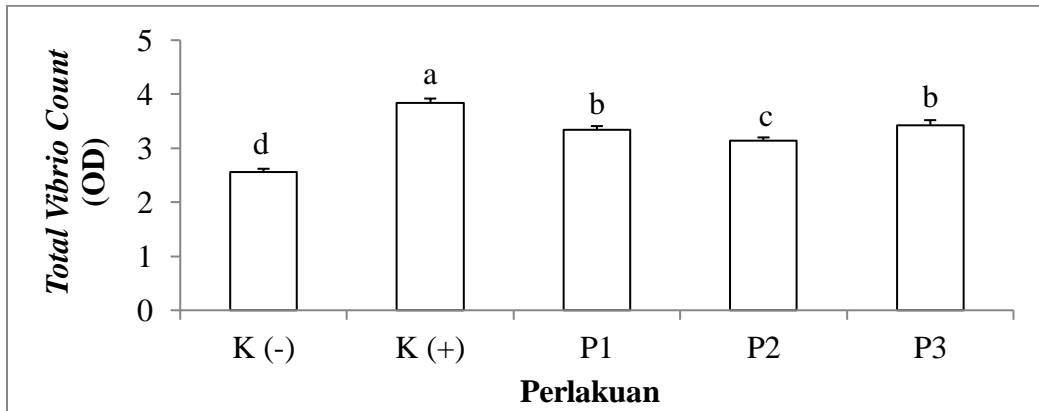 Total Vibrio Count
(OD)
5
4
3
2
1
0
d
a
b
c
b
K (-) K (+) P1 P2 P3
Perlakuan